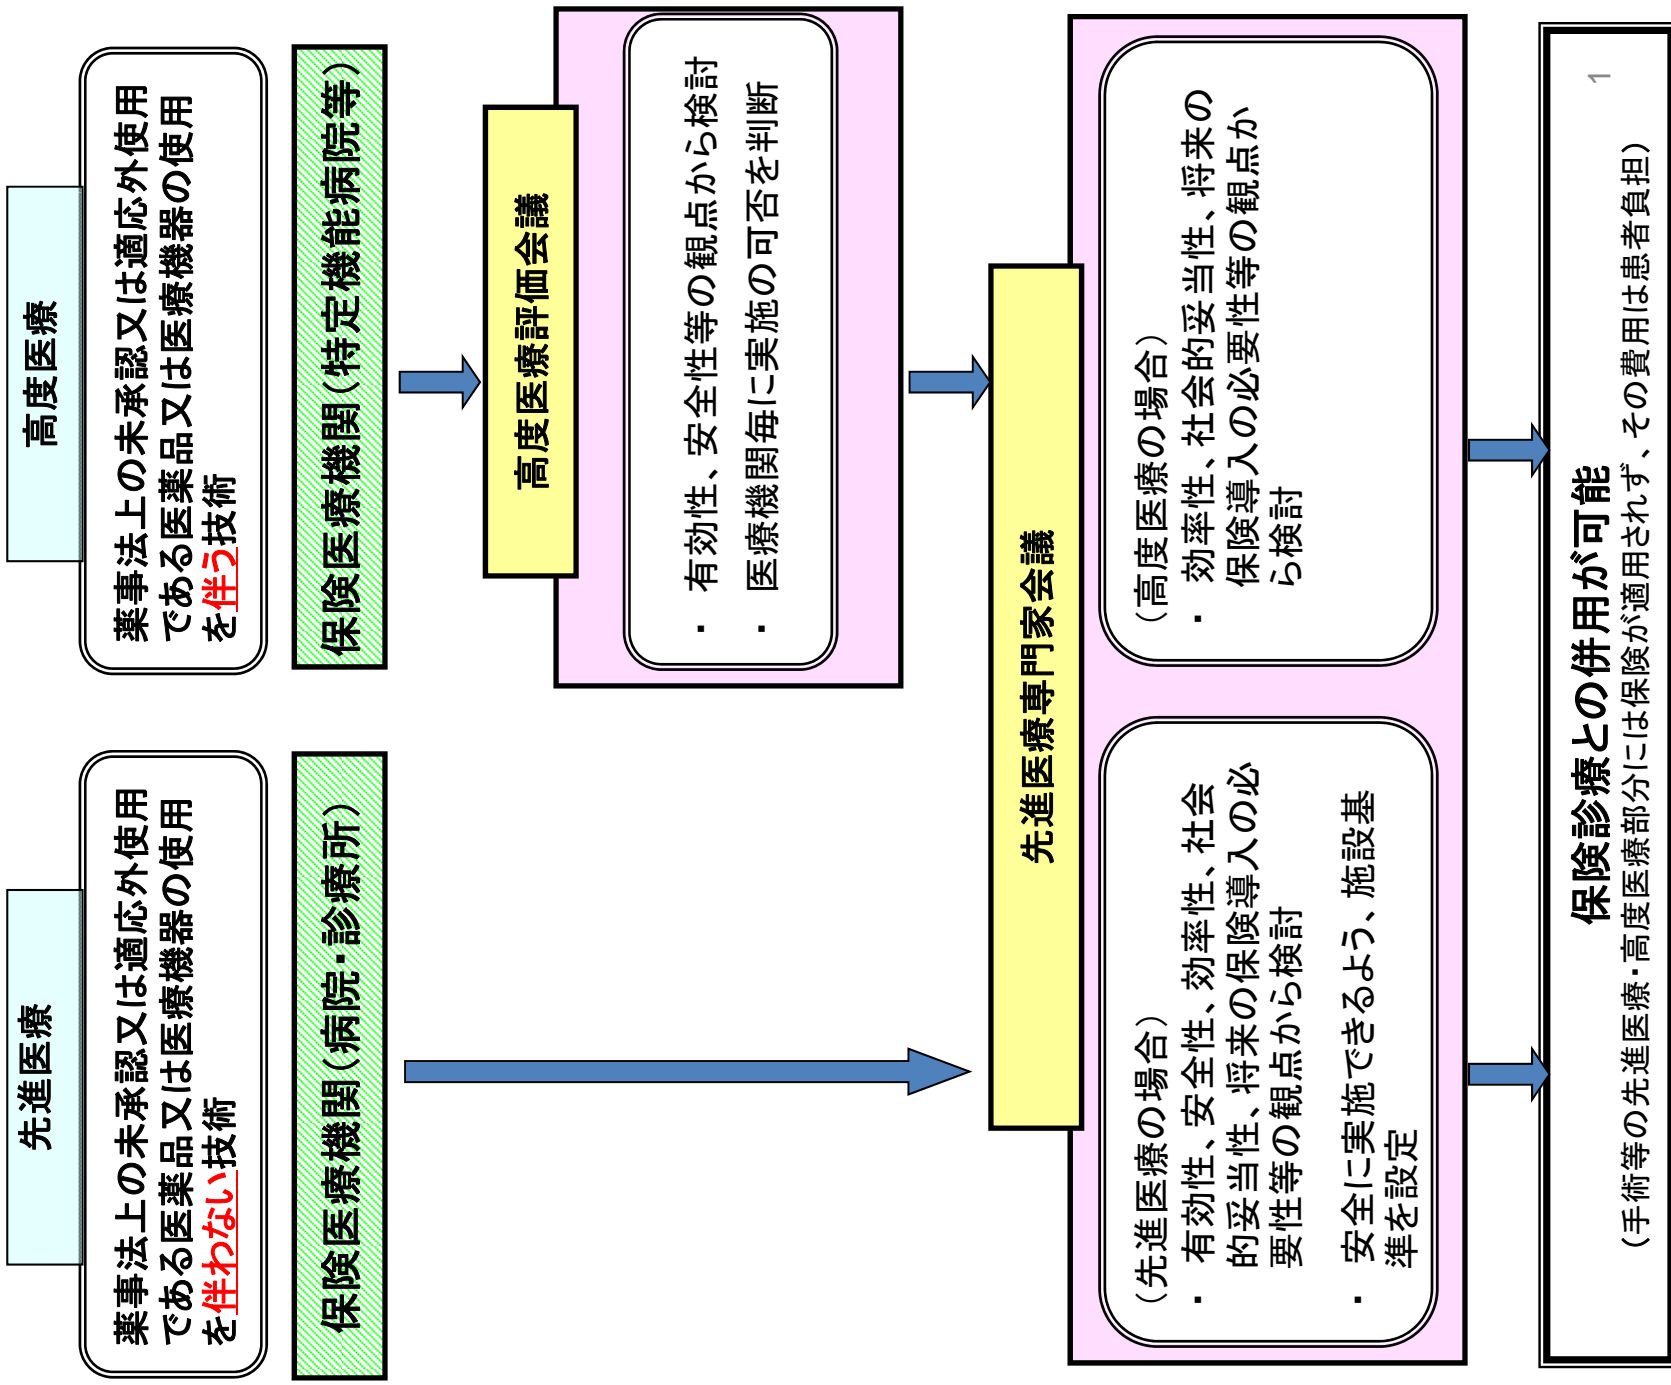 先進医療
薬事法上の未承認又は適応外使用
である医薬品又は医療機器の使用
を伴わない技術
保険医療機関（病院・診療所）
高度医療
薬事法上の未承認又は適応外使用
である医薬品又は医療機器の使用
を伴う技術
保険医療機関（特定機能病院等）
高度医療評価会議
・ 有効性、安全性等の観点から検討
・ 医療機関毎に実施の可否を判断
先進医療専門家会議
（先進医療の場合）
・ 有効性、安全性、効率性、社会
的妥当性、将来の保険導入の必
要性等の観点から検討
・ 安全に実施できるよう、施設基
準を設定
（高度医療の場合）
・ 効率性、社会的妥当性、将来の
保険導入の必要性等の観点か
ら検討
保険診療との併用が可能
（手術等の先進医療・高度医療部分には保険が適用されず、その費用は患者負担）
1